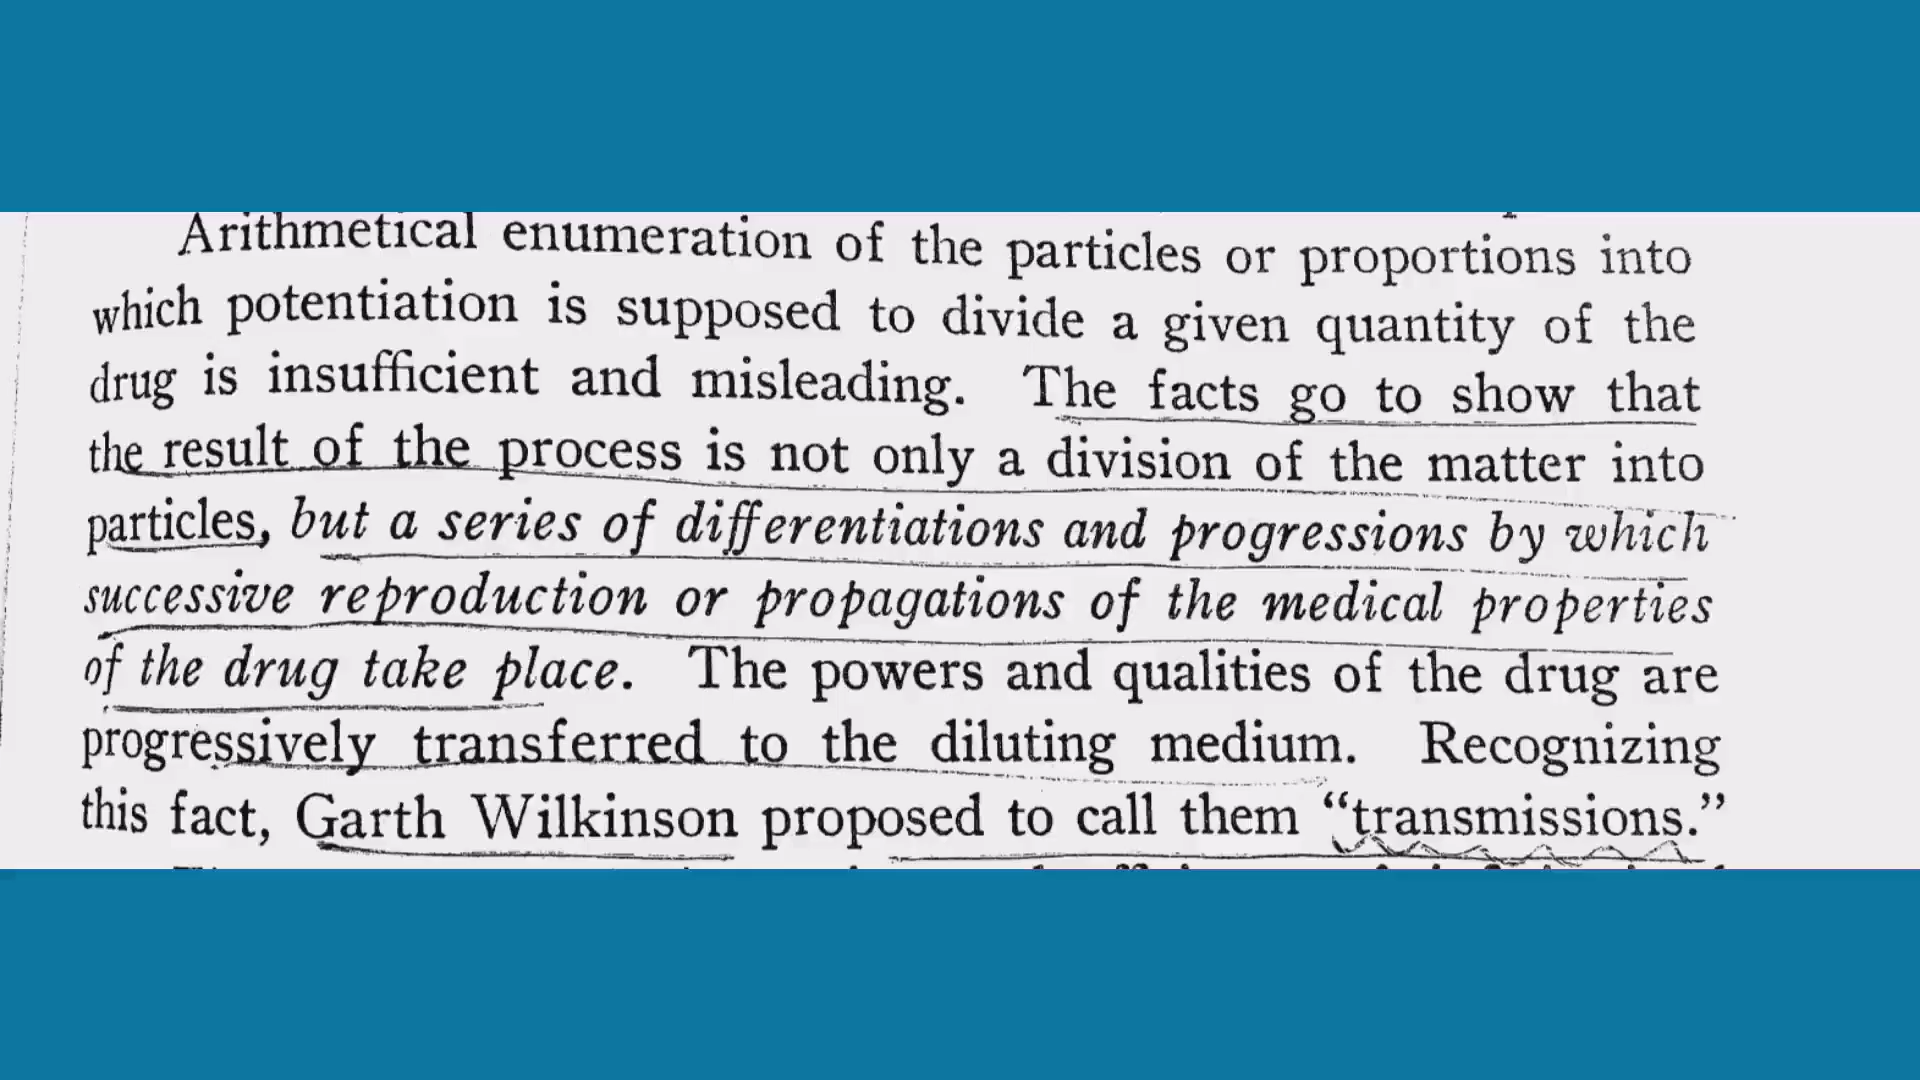 Arithmetical enumeration of the particles or proportions into
which potentiation is supposed to divide a given quantity of the
drug is insufficient and misleading. The facts go to show that
the result of the process is not only a division of the matter into
particles, but a series of differentiations and progressions by which
successive reproduction or propagations of the medical properties
of the drug take place. The powers and qualities of the drug are
progressively transferred to the diluting medium. Recognizing
this fact, Garth Wilkinson proposed to call them “transmissions.”